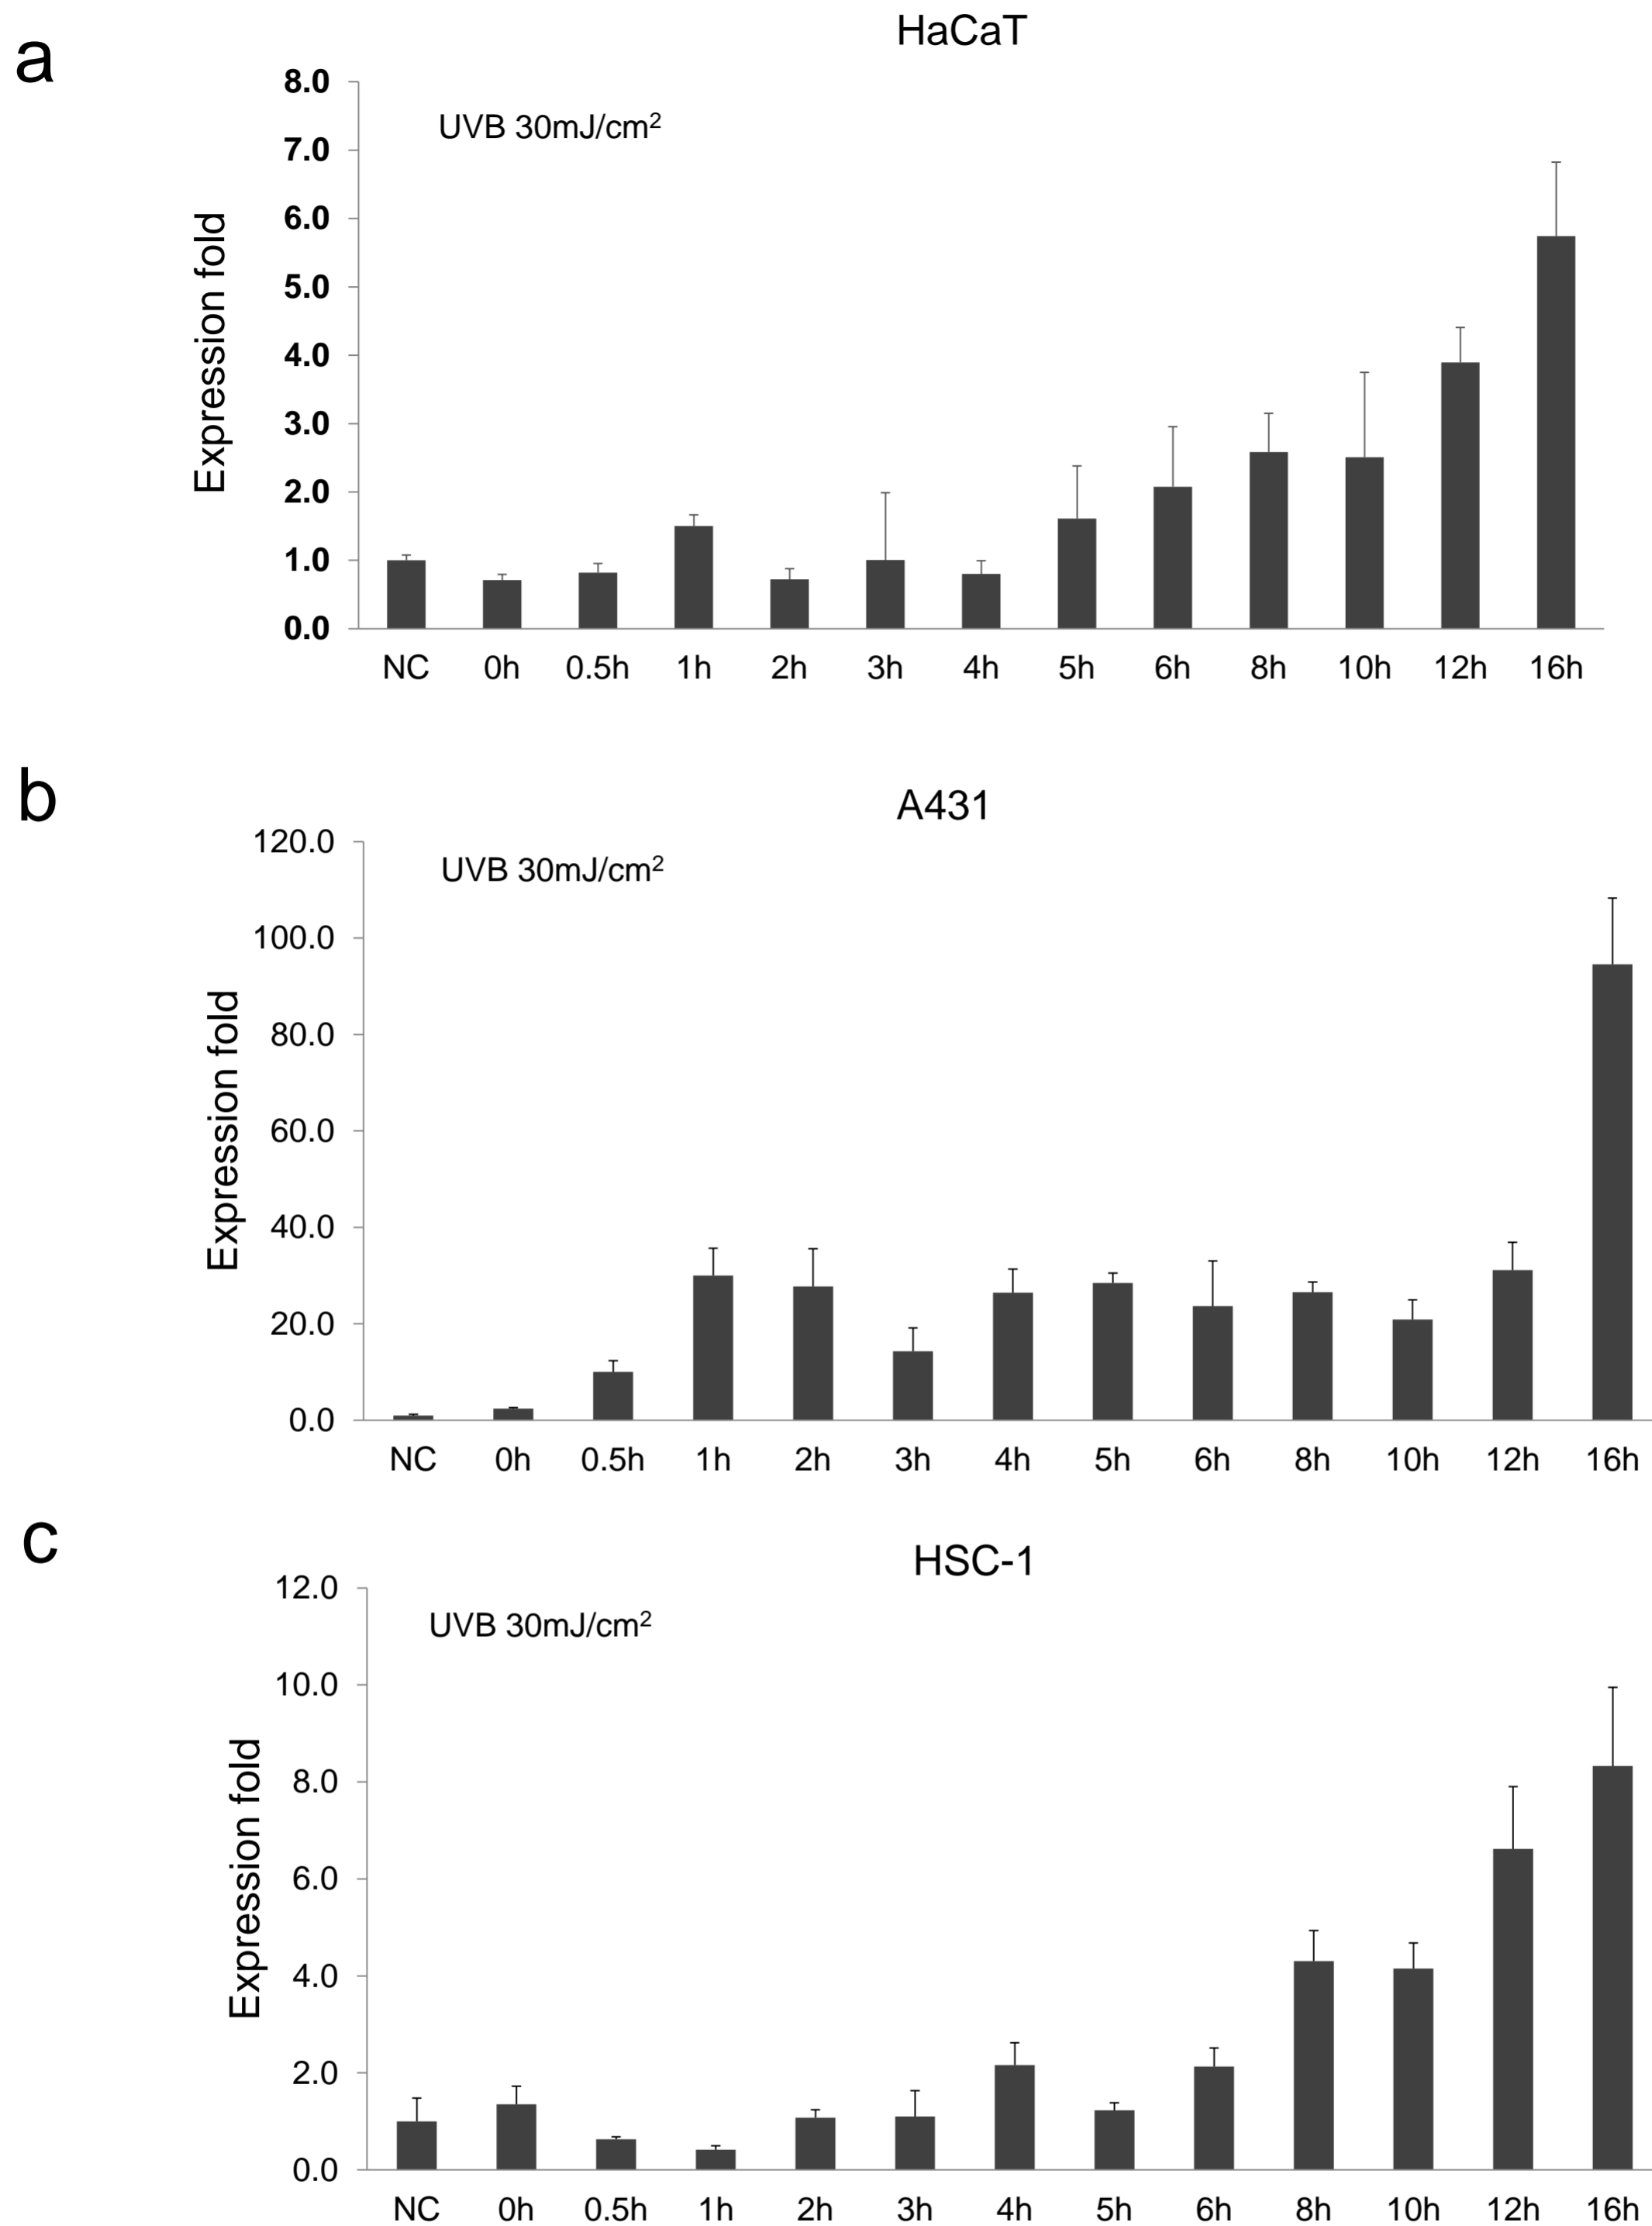 a
HaCaT
UVB 30mJ/cm²
Expression fold
8.0
7.0
6.0
5.0
4.0
3.0
2.0
1.0
0.0
NC 0h 0.5h 1h 2h 3h 4h 5h 6h 8h 10h 12h 16h
b
A431
UVB 30mJ/cm²
Expression fold
120.0
100.0
80.0
60.0
40.0
20.0
0.0
NC 0h 0.5h 1h 2h 3h 4h 5h 6h 8h 10h 12h 16h
c
HSC-1
UVB 30mJ/cm²
Expression fold
12.0
10.0
8.0
6.0
4.0
2.0
0.0
NC 0h 0.5h 1h 2h 3h 4h 5h 6h 8h 10h 12h 16h